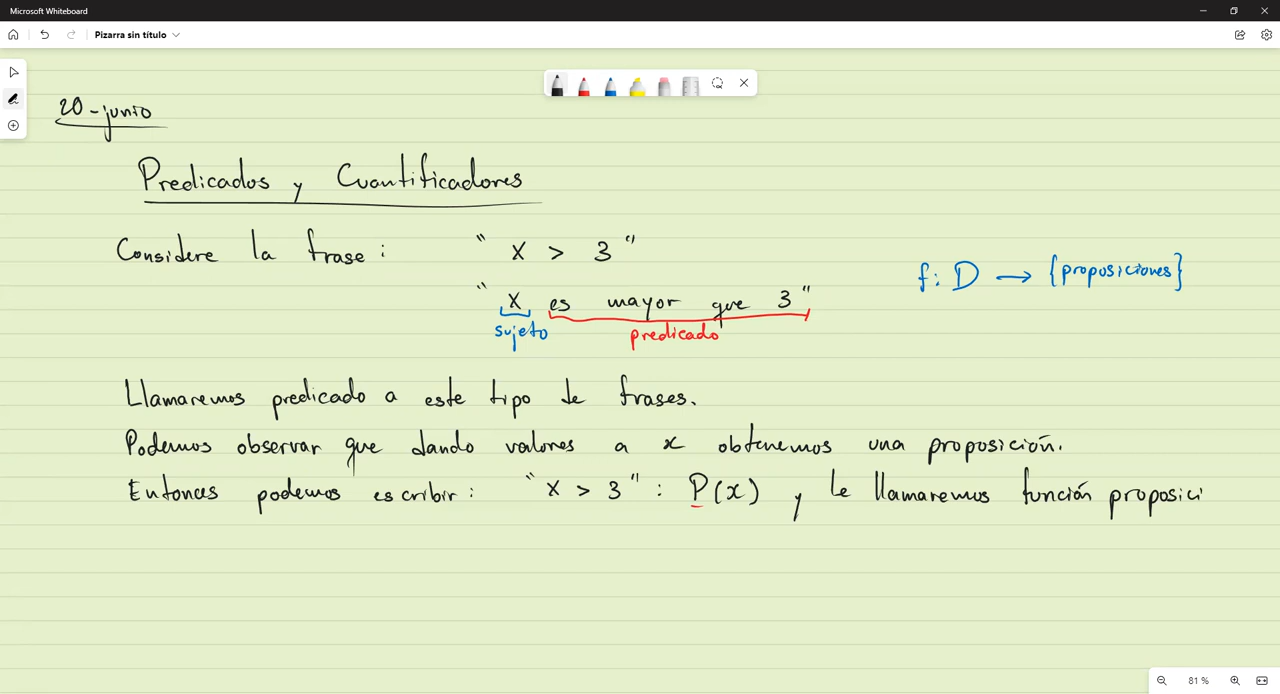 Microsoft Whiteboard
Pizarra sin título
20-junio
Predicados y Cuantificadores
Considere la frase: "x > 3"
"x es mayor que 3"
sujeto predicado
f: D → {proposiciones}
Llamaremos predicado a este tipo de frases.
Podemos observar que dando valores a x obtenemos una proposición.
Entonces podemos escribir: "x > 3" : P(x) y le llamaremos función proposici
81 %